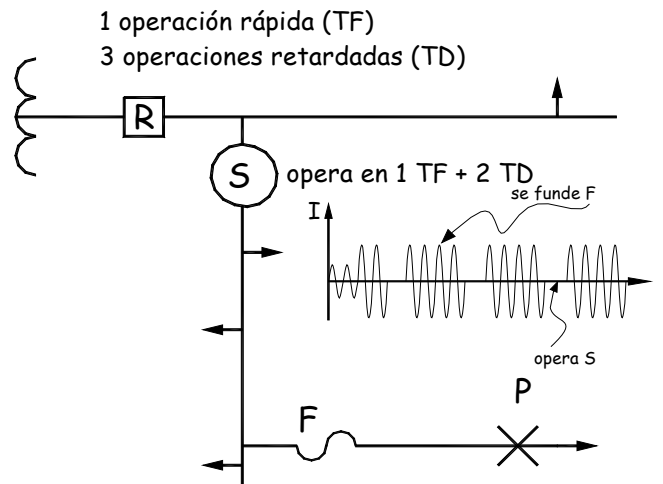 1 operación rápida (TF)
3 operaciones retardadas (TD)
R
S
opera en 1 TF + 2 TD
se funde F
I
opera S
P
F